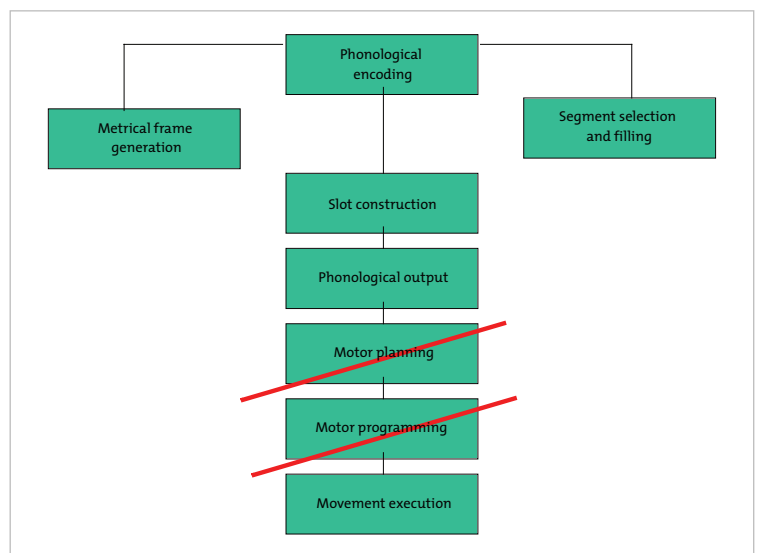 Phonological
encoding
Metrical frame
generation
Segment selection
and filling
Slot construction
Phonological output
Motor planning
Motor programming
Movement execution